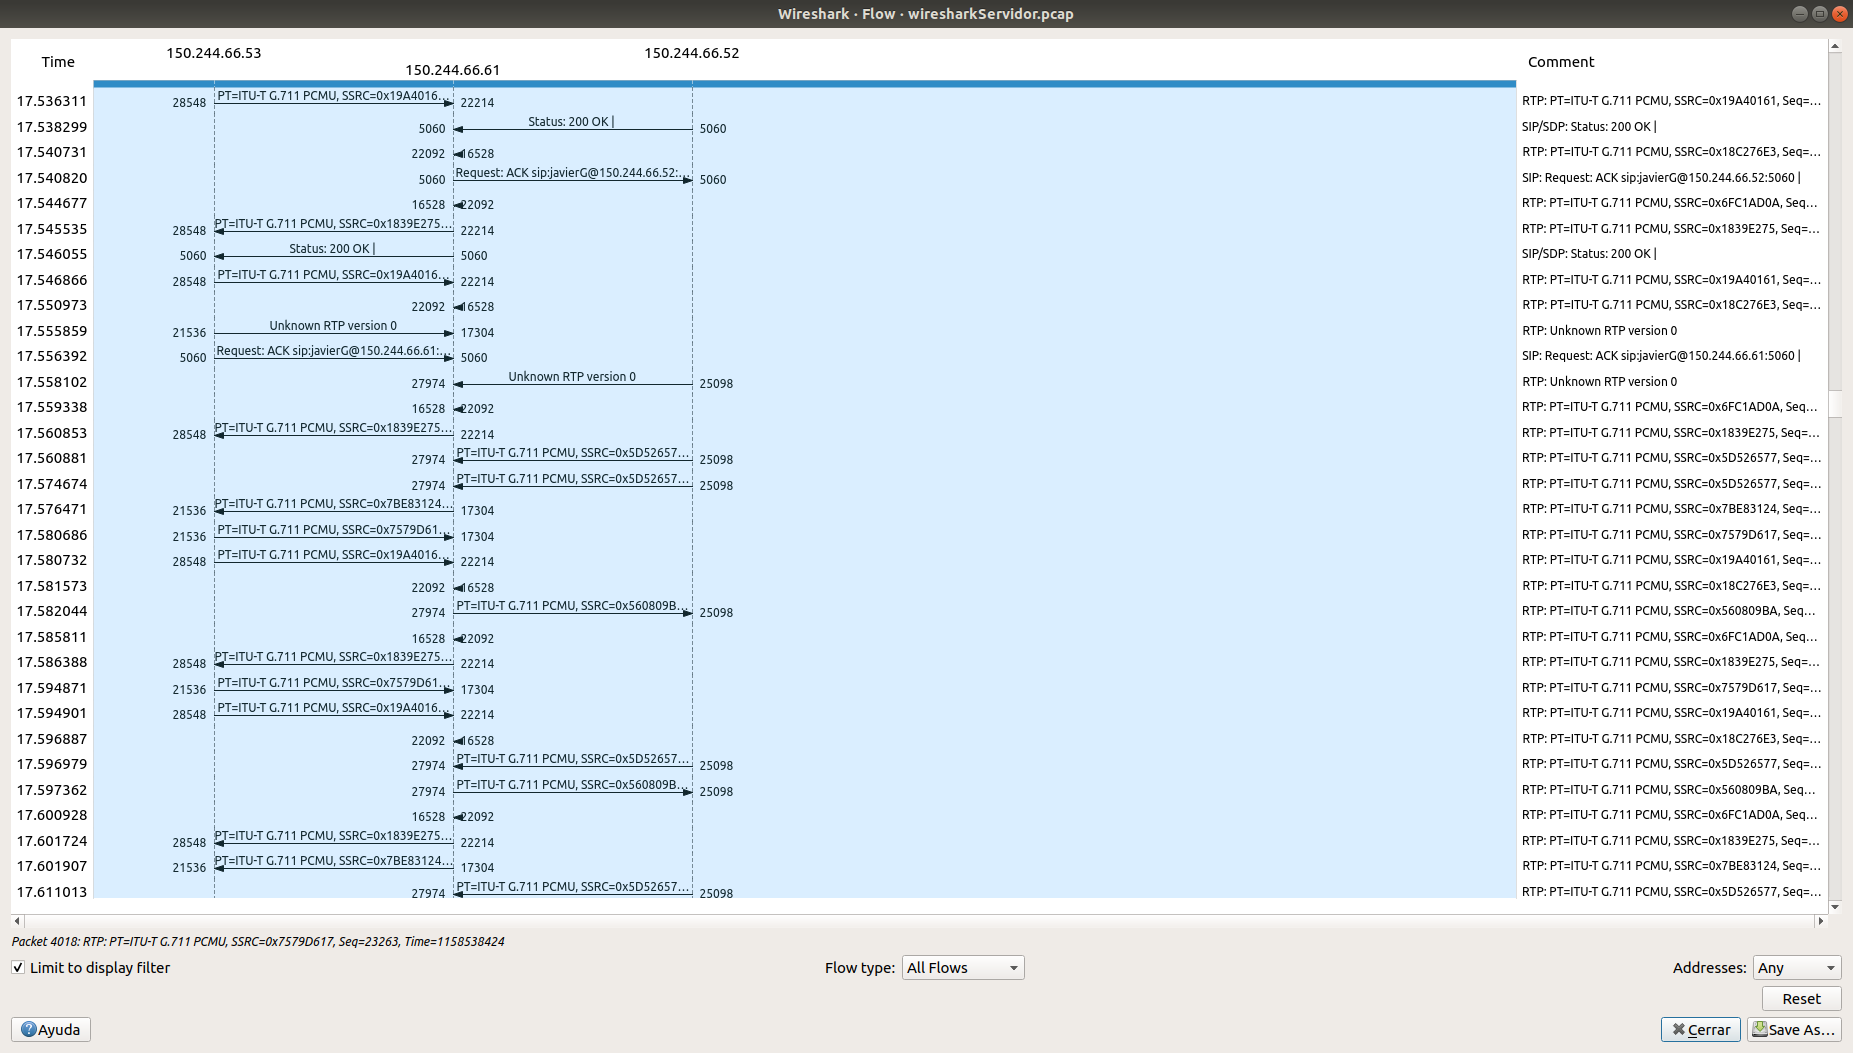 Wireshark · Flow · wiresharkServidor.pcap
Time 150.244.66.53 150.244.66.61 150.244.66.52 Comment
17.536311 28548 PT=ITU-T G.711 PCMU, SSRC=0x19A4016… 22214 RTP: PT=ITU-T G.711 PCMU, SSRC=0x19A40161, Seq=…
17.538299 5060 Status: 200 OK | 5060 SIP/SDP: Status: 200 OK |
17.540731 22092 16528 RTP: PT=ITU-T G.711 PCMU, SSRC=0x18C276E3, Seq=…
17.540820 5060 Request: ACK sip:javierG@150.244.66.52:… 5060 SIP: Request: ACK sip:javierG@150.244.66.52:5060 |
17.544677 16528 22092 RTP: PT=ITU-T G.711 PCMU, SSRC=0x6FC1AD0A, Seq…
17.545535 28548 PT=ITU-T G.711 PCMU, SSRC=0x1839E275… 22214 RTP: PT=ITU-T G.711 PCMU, SSRC=0x1839E275, Seq=…
17.546055 5060 Status: 200 OK | 5060 SIP/SDP: Status: 200 OK |
17.546866 28548 PT=ITU-T G.711 PCMU, SSRC=0x19A4016… 22214 RTP: PT=ITU-T G.711 PCMU, SSRC=0x19A40161, Seq=…
17.550973 22092 16528 RTP: PT=ITU-T G.711 PCMU, SSRC=0x18C276E3, Seq=…
17.555859 21536 Unknown RTP version 0 17304 RTP: Unknown RTP version 0
17.556392 5060 Request: ACK sip:javierG@150.244.66.61:… 5060 SIP: Request: ACK sip:javierG@150.244.66.61:5060 |
17.558102 27974 Unknown RTP version 0 25098 RTP: Unknown RTP version 0
17.559338 16528 22092 RTP: PT=ITU-T G.711 PCMU, SSRC=0x6FC1AD0A, Seq…
17.560853 28548 PT=ITU-T G.711 PCMU, SSRC=0x1839E275… 22214 RTP: PT=ITU-T G.711 PCMU, SSRC=0x1839E275, Seq=…
17.560881 27974 PT=ITU-T G.711 PCMU, SSRC=0x5D52657… 25098 RTP: PT=ITU-T G.711 PCMU, SSRC=0x5D526577, Seq=…
17.574674 27974 PT=ITU-T G.711 PCMU, SSRC=0x5D52657… 25098 RTP: PT=ITU-T G.711 PCMU, SSRC=0x5D526577, Seq=…
17.576471 21536 PT=ITU-T G.711 PCMU, SSRC=0x7BE83124… 17304 RTP: PT=ITU-T G.711 PCMU, SSRC=0x7BE83124, Seq=…
17.580686 21536 PT=ITU-T G.711 PCMU, SSRC=0x7579D61… 17304 RTP: PT=ITU-T G.711 PCMU, SSRC=0x7579D617, Seq=…
17.580732 28548 PT=ITU-T G.711 PCMU, SSRC=0x19A4016… 22214 RTP: PT=ITU-T G.711 PCMU, SSRC=0x19A40161, Seq=…
17.581573 22092 16528 RTP: PT=ITU-T G.711 PCMU, SSRC=0x18C276E3, Seq=…
17.582044 27974 PT=ITU-T G.711 PCMU, SSRC=0x560809B… 25098 RTP: PT=ITU-T G.711 PCMU, SSRC=0x560809BA, Seq…
17.585811 16528 22092 RTP: PT=ITU-T G.711 PCMU, SSRC=0x6FC1AD0A, Seq…
17.586388 28548 PT=ITU-T G.711 PCMU, SSRC=0x1839E275… 22214 RTP: PT=ITU-T G.711 PCMU, SSRC=0x1839E275, Seq=…
17.594871 21536 PT=ITU-T G.711 PCMU, SSRC=0x7579D61… 17304 RTP: PT=ITU-T G.711 PCMU, SSRC=0x7579D617, Seq=…
17.594901 28548 PT=ITU-T G.711 PCMU, SSRC=0x19A4016… 22214 RTP: PT=ITU-T G.711 PCMU, SSRC=0x19A40161, Seq=…
17.596887 22092 16528 RTP: PT=ITU-T G.711 PCMU, SSRC=0x18C276E3, Seq=…
17.596979 27974 PT=ITU-T G.711 PCMU, SSRC=0x5D52657… 25098 RTP: PT=ITU-T G.711 PCMU, SSRC=0x5D526577, Seq=…
17.597362 27974 PT=ITU-T G.711 PCMU, SSRC=0x560809B… 25098 RTP: PT=ITU-T G.711 PCMU, SSRC=0x560809BA, Seq…
17.600928 16528 22092 RTP: PT=ITU-T G.711 PCMU, SSRC=0x6FC1AD0A, Seq…
17.601724 28548 PT=ITU-T G.711 PCMU, SSRC=0x1839E275… 22214 RTP: PT=ITU-T G.711 PCMU, SSRC=0x1839E275, Seq=…
17.601907 21536 PT=ITU-T G.711 PCMU, SSRC=0x7BE83124… 17304 RTP: PT=ITU-T G.711 PCMU, SSRC=0x7BE83124, Seq=…
17.611013 27974 PT=ITU-T G.711 PCMU, SSRC=0x5D52657… 25098 RTP: PT=ITU-T G.711 PCMU, SSRC=0x5D526577, Seq=…
Packet 4018: RTP: PT=ITU-T G.711 PCMU, SSRC=0x7579D617, Seq=23263, Time=1158538424
Limit to display filter Flow type: All Flows Addresses: Any
Reset
Ayuda Cerrar Save As…